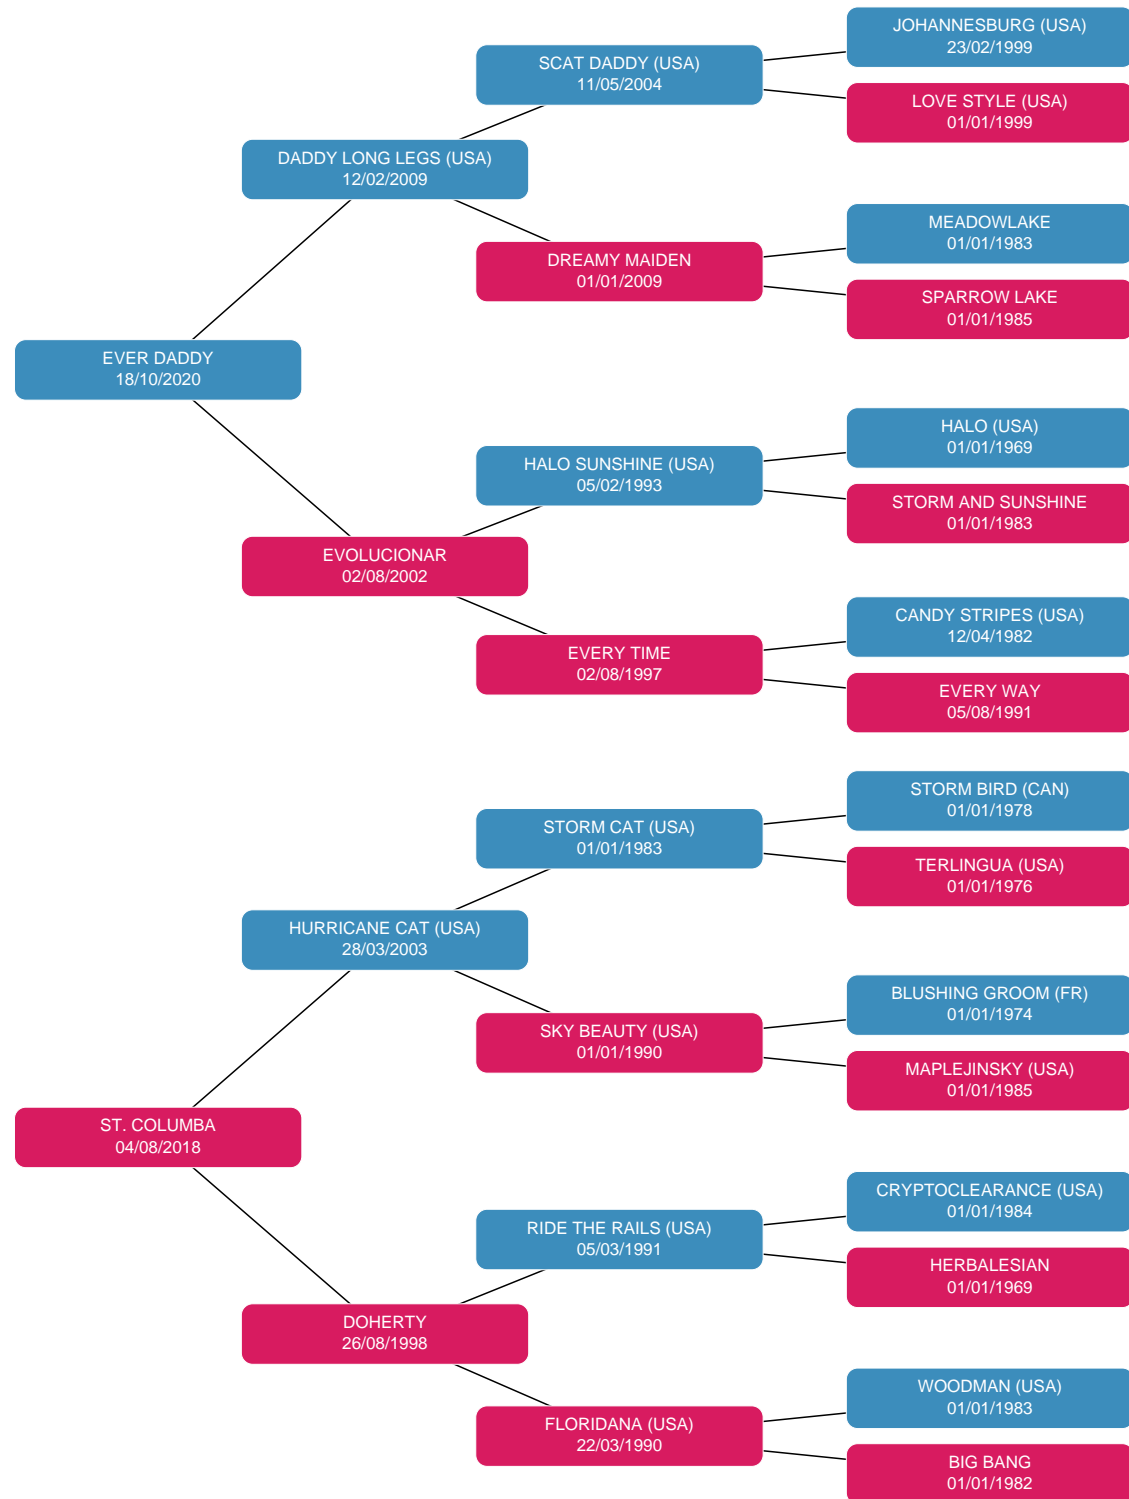 JOHANNESBURG (USA)
23/02/1999
SCAT DADDY (USA)
11/05/2004
LOVE STYLE (USA)
01/01/1999
DADDY LONG LEGS (USA)
12/02/2009
MEADOWLAKE
01/01/1983
DREAMY MAIDEN
01/01/2009
SPARROW LAKE
01/01/1985
EVER DADDY
18/10/2020
HALO (USA)
01/01/1969
HALO SUNSHINE (USA)
05/02/1993
STORM AND SUNSHINE
01/01/1983
EVOLUCIONAR
02/08/2002
CANDY STRIPES (USA)
12/04/1982
EVERY TIME
02/08/1997
EVERY WAY
05/08/1991
STORM BIRD (CAN)
01/01/1978
STORM CAT (USA)
01/01/1983
TERLINGUA (USA)
01/01/1976
HURRICANE CAT (USA)
28/03/2003
BLUSHING GROOM (FR)
01/01/1974
SKY BEAUTY (USA)
01/01/1990
MAPLEJINSKY (USA)
01/01/1985
ST. COLUMBA
04/08/2018
CRYPTOCLEARANCE (USA)
01/01/1984
RIDE THE RAILS (USA)
05/03/1991
HERBALESIAN
01/01/1969
DOHERTY
26/08/1998
WOODMAN (USA)
01/01/1983
FLORIDANA (USA)
22/03/1990
BIG BANG
01/01/1982